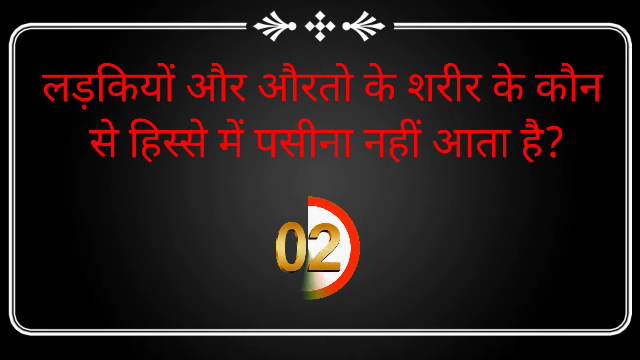 लड़कियों और औरतो के शरीर के कौन
से हिस्से में पसीना नहीं आता है?
02